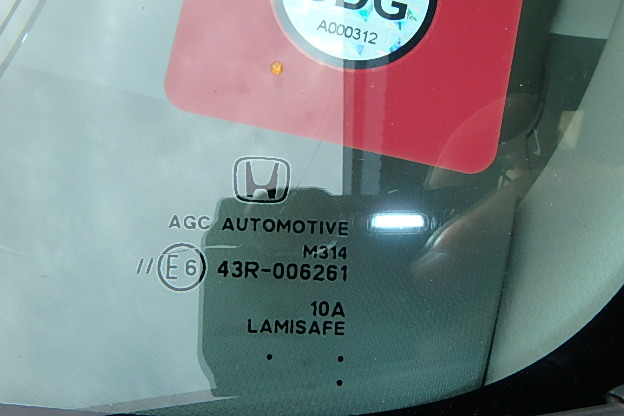 DG
A000312
AGC AUTOMOTIVE
M314
//E6 43R-006261
10A
LAMISAFE